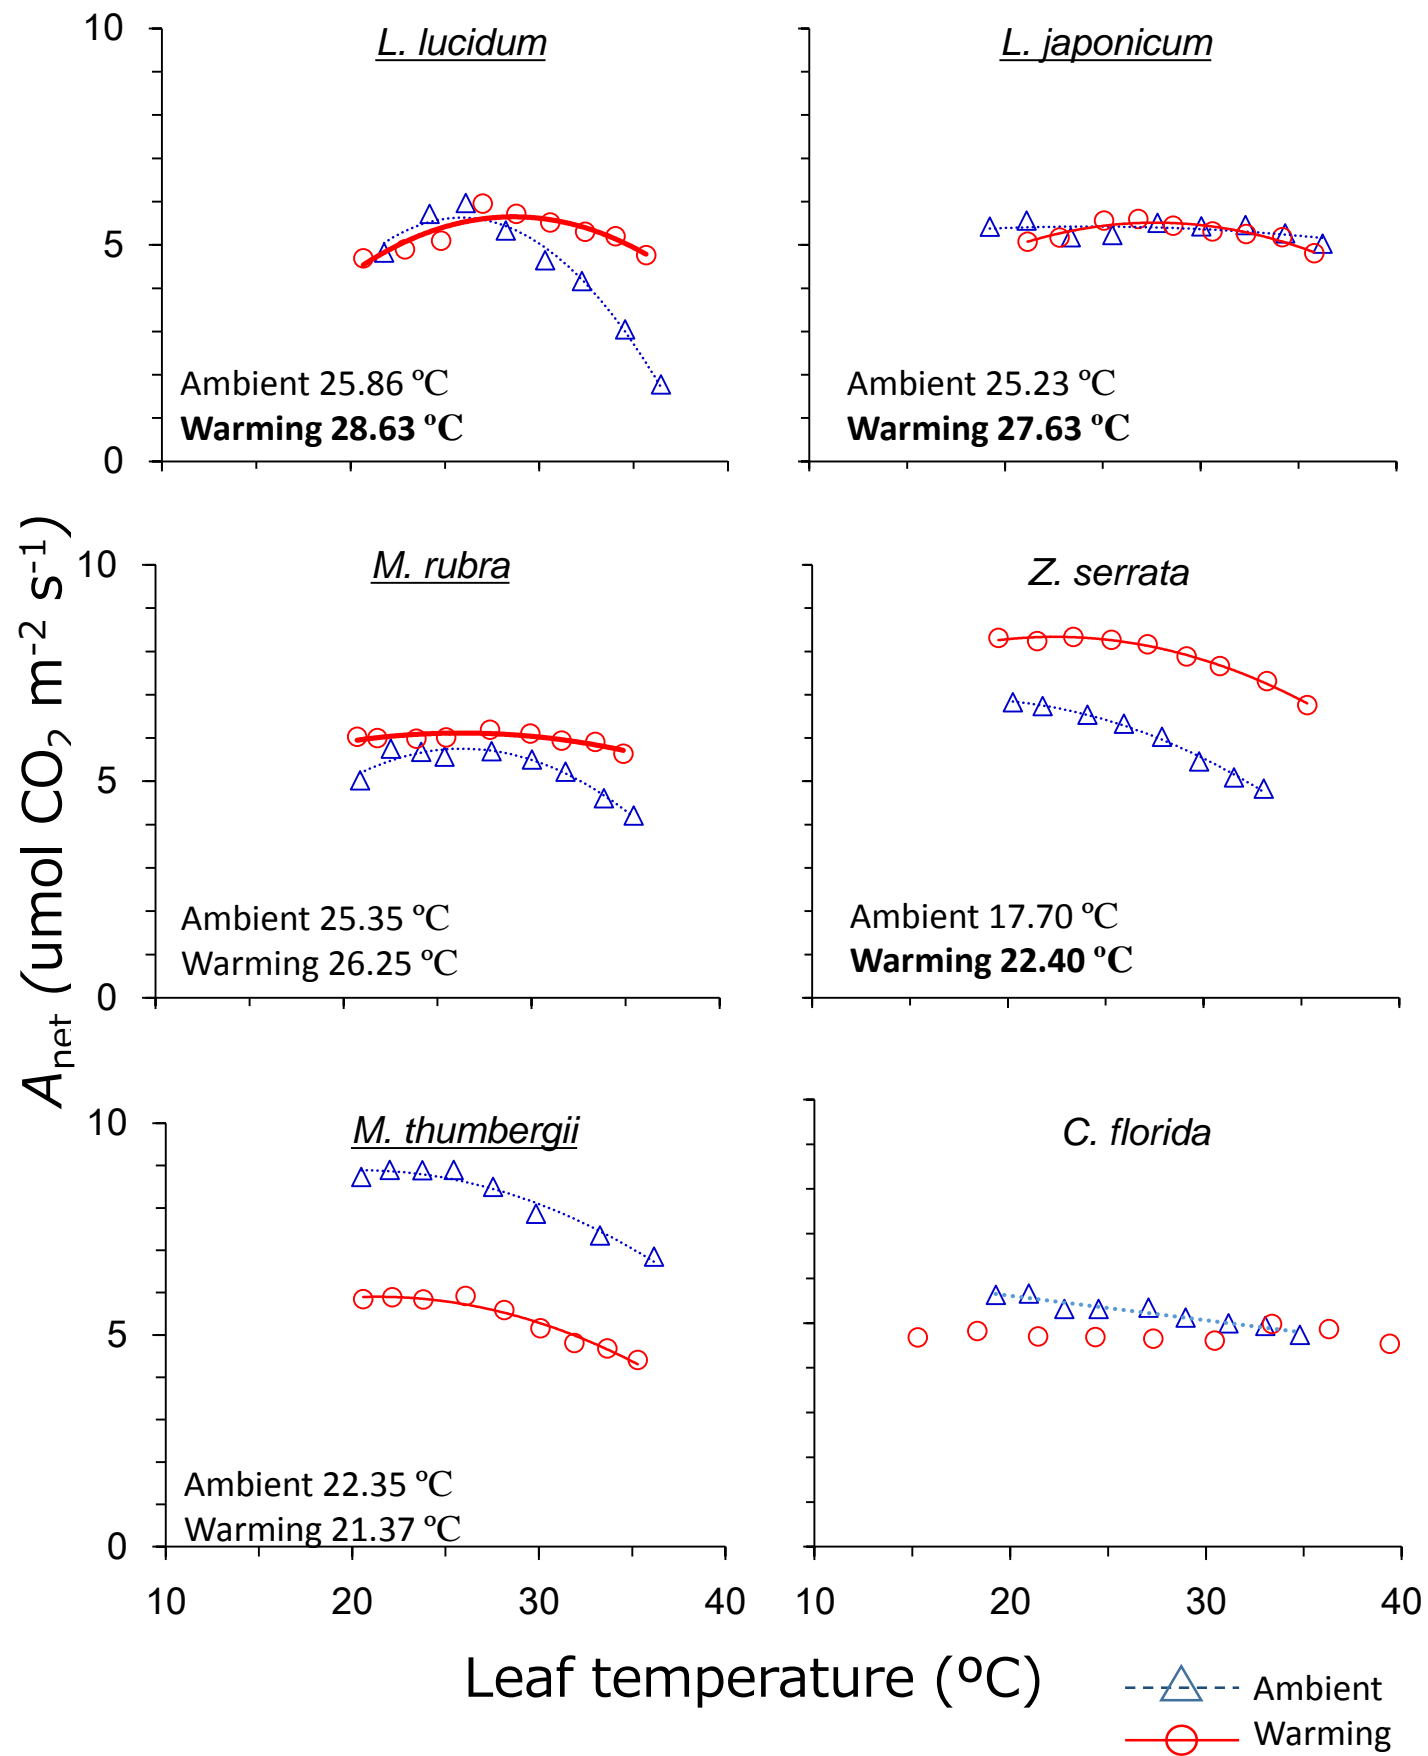 L. lucidum
10
5
0
Ambient 25.86 ºC
Warming 28.63 ºC
L. japonicum
Ambient 25.23 ºC
Warming 27.63 ºC
M. rubra
10
5
0
Ambient 25.35 ºC
Warming 26.25 ºC
Z. serrata
Ambient 17.70 ºC
Warming 22.40 ºC
M. thumbergii
10
5
0
Ambient 22.35 ºC
Warming 21.37 ºC
10 20 30 40
C. florida
10 20 30 40
Anet (umol CO2 m-2 s-1)
Leaf temperature (ºC)
Ambient
Warming